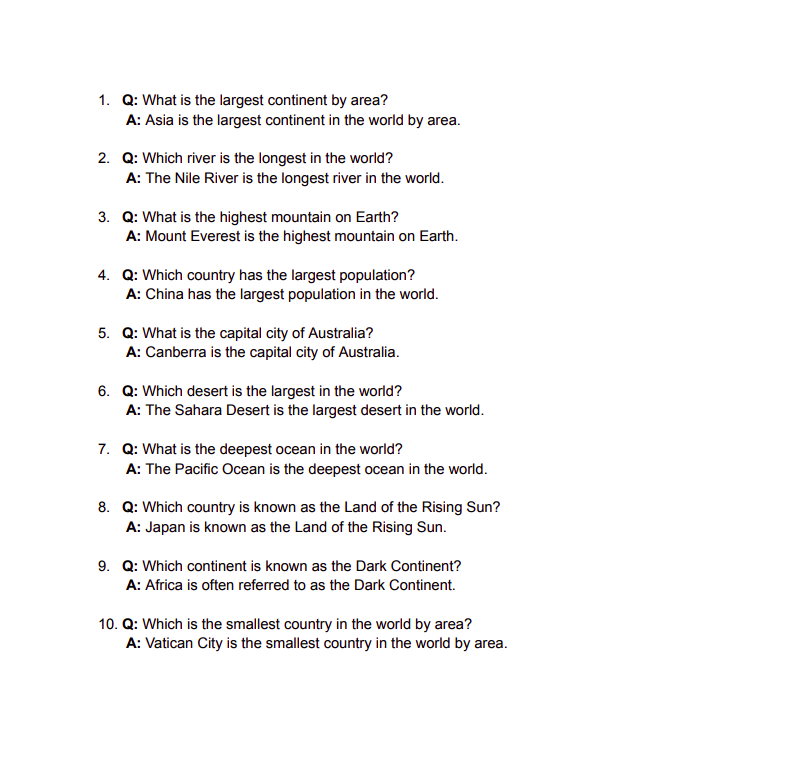 1. Q: What is the largest continent by area?
A: Asia is the largest continent in the world by area.
2. Q: Which river is the longest in the world?
A: The Nile River is the longest river in the world.
3. Q: What is the highest mountain on Earth?
A: Mount Everest is the highest mountain on Earth.
4. Q: Which country has the largest population?
A: China has the largest population in the world.
5. Q: What is the capital city of Australia?
A: Canberra is the capital city of Australia.
6. Q: Which desert is the largest in the world?
A: The Sahara Desert is the largest desert in the world.
7. Q: What is the deepest ocean in the world?
A: The Pacific Ocean is the deepest ocean in the world.
8. Q: Which country is known as the Land of the Rising Sun?
A: Japan is known as the Land of the Rising Sun.
9. Q: Which continent is known as the Dark Continent?
A: Africa is often referred to as the Dark Continent.
10. Q: Which is the smallest country in the world by area?
A: Vatican City is the smallest country in the world by area.